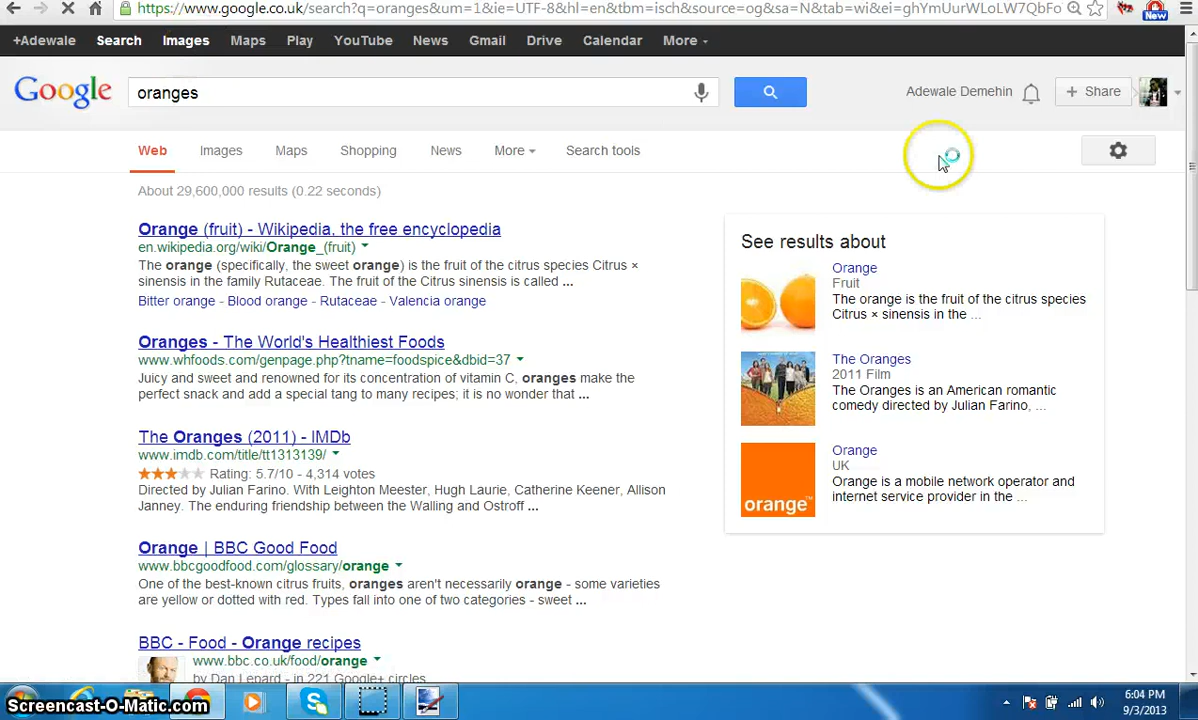 https://www.google.co.uk/search?q=oranges&um=1&ie=UTF-8&hl=en&tbm=isch&source=og&sa=N&tab=wi&ei=ghYmUurWLoLW7QbFo
New
+Adewale Search Images Maps Play YouTube News Gmail Drive Calendar More
Google oranges Adewale Demehin + Share
Web Images Maps Shopping News More Search tools
About 29,600,000 results (0.22 seconds)
Orange (fruit) - Wikipedia, the free encyclopedia
en.wikipedia.org/wiki/Orange_(fruit)
The orange (specifically, the sweet orange) is the fruit of the citrus species Citrus ×
sinensis in the family Rutaceae. The fruit of the Citrus sinensis is called ...
Bitter orange - Blood orange - Rutaceae - Valencia orange
Oranges - The World's Healthiest Foods
www.whfoods.com/genpage.php?tname=foodspice&dbid=37
Juicy and sweet and renowned for its concentration of vitamin C, oranges make the
perfect snack and add a special tang to many recipes; it is no wonder that ...
The Oranges (2011) - IMDb
www.imdb.com/title/tt1313139/
Rating: 5.7/10 - 4,314 votes
Directed by Julian Farino. With Leighton Meester, Hugh Laurie, Catherine Keener, Allison
Janney. The enduring friendship between the Walling and Ostroff ...
Orange | BBC Good Food
www.bbcgoodfood.com/glossary/orange
One of the best-known citrus fruits, oranges aren't necessarily orange - some varieties
are yellow or dotted with red. Types fall into one of two categories - sweet ...
BBC - Food - Orange recipes
www.bbc.co.uk/food/orange
by Dan Lepard - in 221 Google+ circles
See results about
Orange
Fruit
The orange is the fruit of the citrus species
Citrus × sinensis in the ...
The Oranges
2011 Film
The Oranges is an American romantic
comedy directed by Julian Farino, ...
Orange
UK
Orange is a mobile network operator and
internet service provider in the ...
orange™
Screencast-O-Matic.com
6:04 PM
9/3/2013